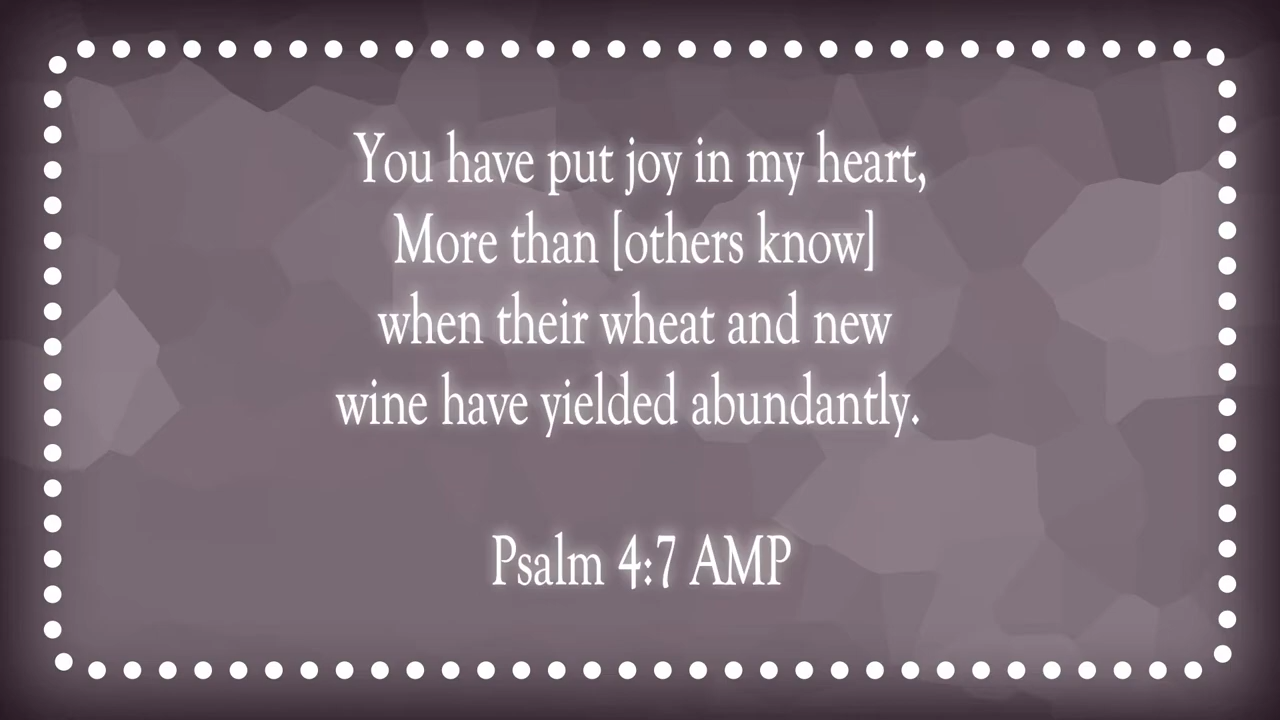 You have put joy in my heart,
More than [others know]
when their wheat and new
wine have yielded abundantly.
Psalm 4:7 AMP